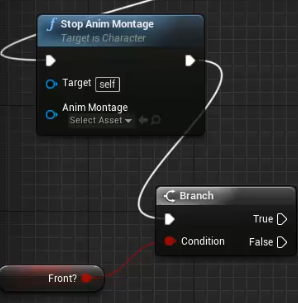 Stop Anim Montage
Target is Character
Target self
Anim Montage
Select Asset
Branch
True
Condition False
Front?